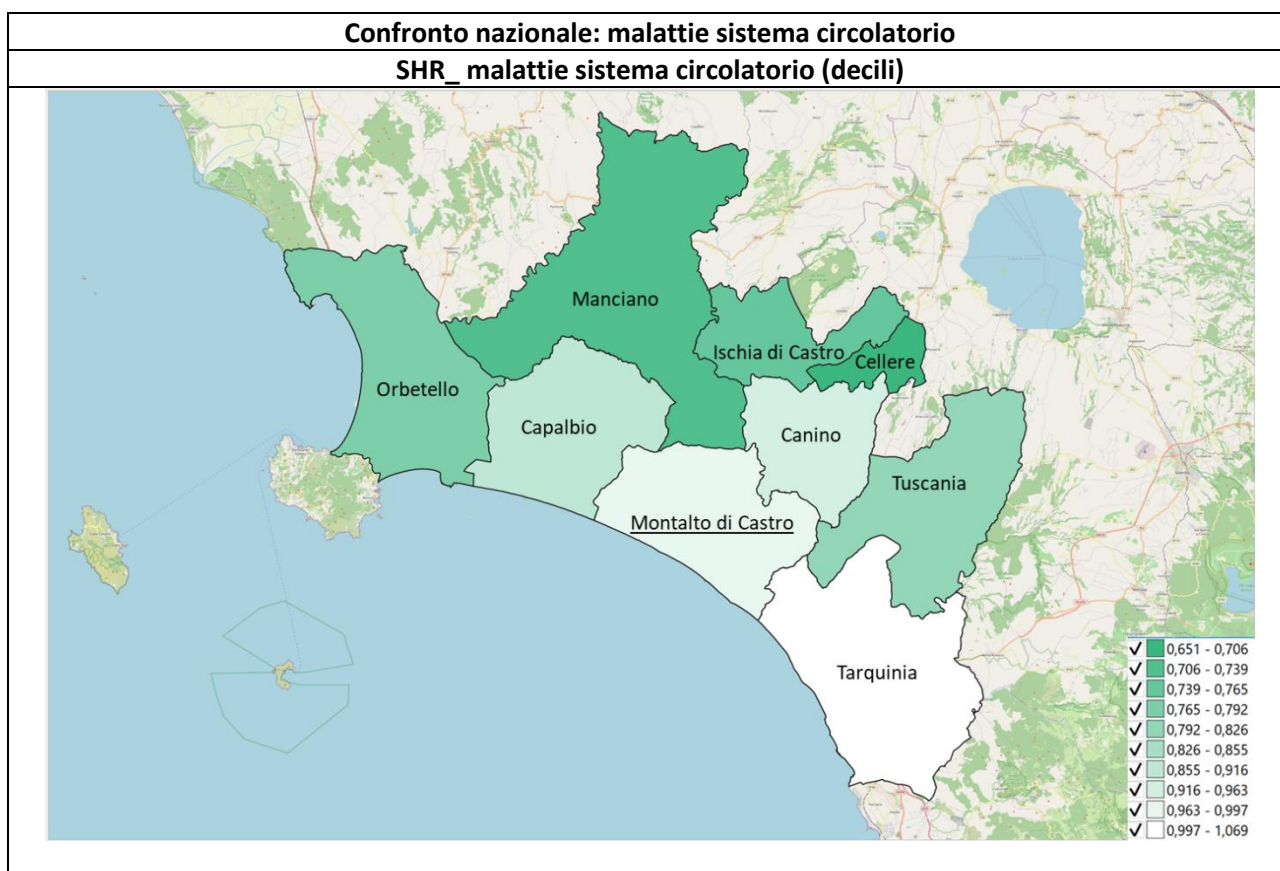 Confronto nazionale: malattie sistema circolatorio
SHR_ malattie sistema circolatorio (decili)
Manciano
Ischia di Castro
Cellere
Orbetello
Capalbio
Canino
Tuscania
Montalto di Castro
Tarquinia
0,651 - 0,706
0,706 - 0,739
0,739 - 0,765
0,765 - 0,792
0,792 - 0,826
0,826 - 0,855
0,855 - 0,916
0,916 - 0,963
0,963 - 0,997
0,997 - 1,069